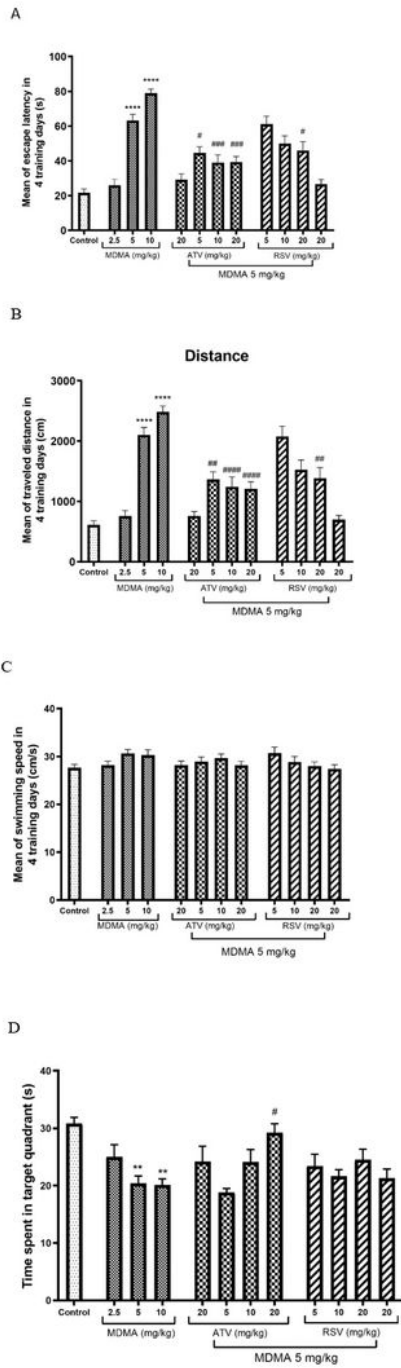 A
Mean of escape latency in
4 training days (s)
100
80
60
40
20
0
**** **** # ### ### #
Control 2.5 5 10 20 5 10 20 5 10 20 20
MDMA (mg/kg) ATV (mg/kg) RSV (mg/kg)
MDMA 5 mg/kg
B
Distance
Mean of traveled distance in
4 training days (cm)
3000
2000
1000
0
**** **** ## #### #### ##
Control 2.5 5 10 20 5 10 20 5 10 20 20
MDMA (mg/kg) ATV (mg/kg) RSV (mg/kg)
MDMA 5 mg/kg
C
Mean of swimming speed in
4 training days (cm/s)
40
30
20
10
0
Control 2.5 5 10 20 5 10 20 5 10 20 20
MDMA (mg/kg) ATV (mg/kg) RSV (mg/kg)
MDMA 5 mg/kg
D
Time spent in target quadrant (s)
40
30
20
10
0
** ** #
Control 2.5 5 10 20 5 10 20 5 10 20 20
MDMA (mg/kg) ATV (mg/kg) RSV (mg/kg)
MDMA 5 mg/kg